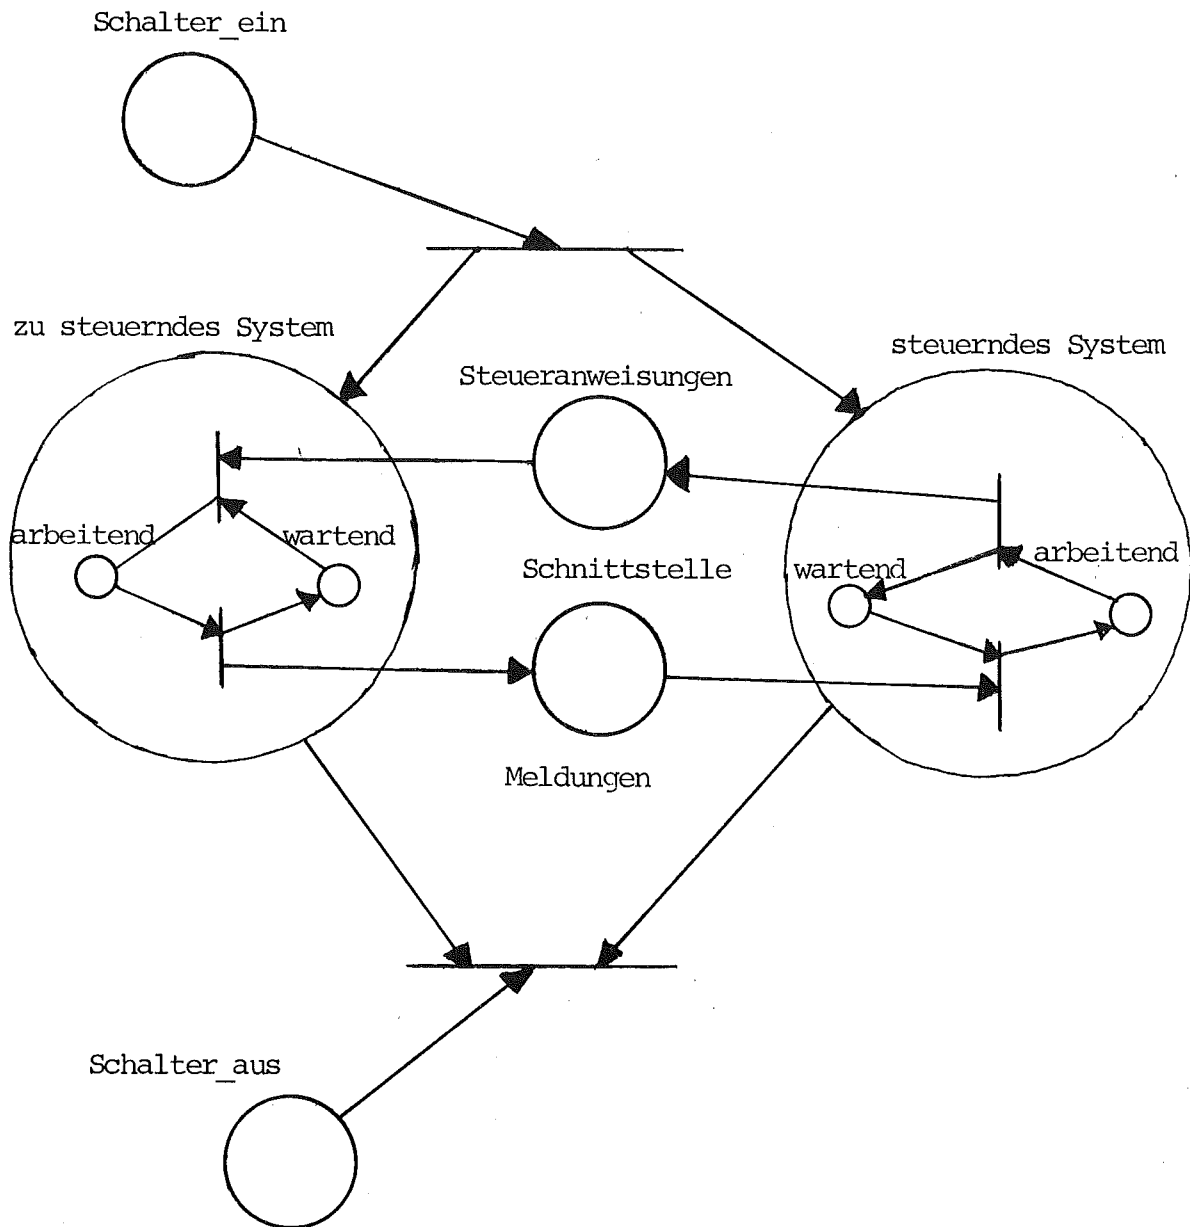 Schalter_ein
zu steuerndes System
steuerndes System
Steueranweisungen
arbeitend
wartend
Schnittstelle
wartend
arbeitend
Meldungen
Schalter_aus